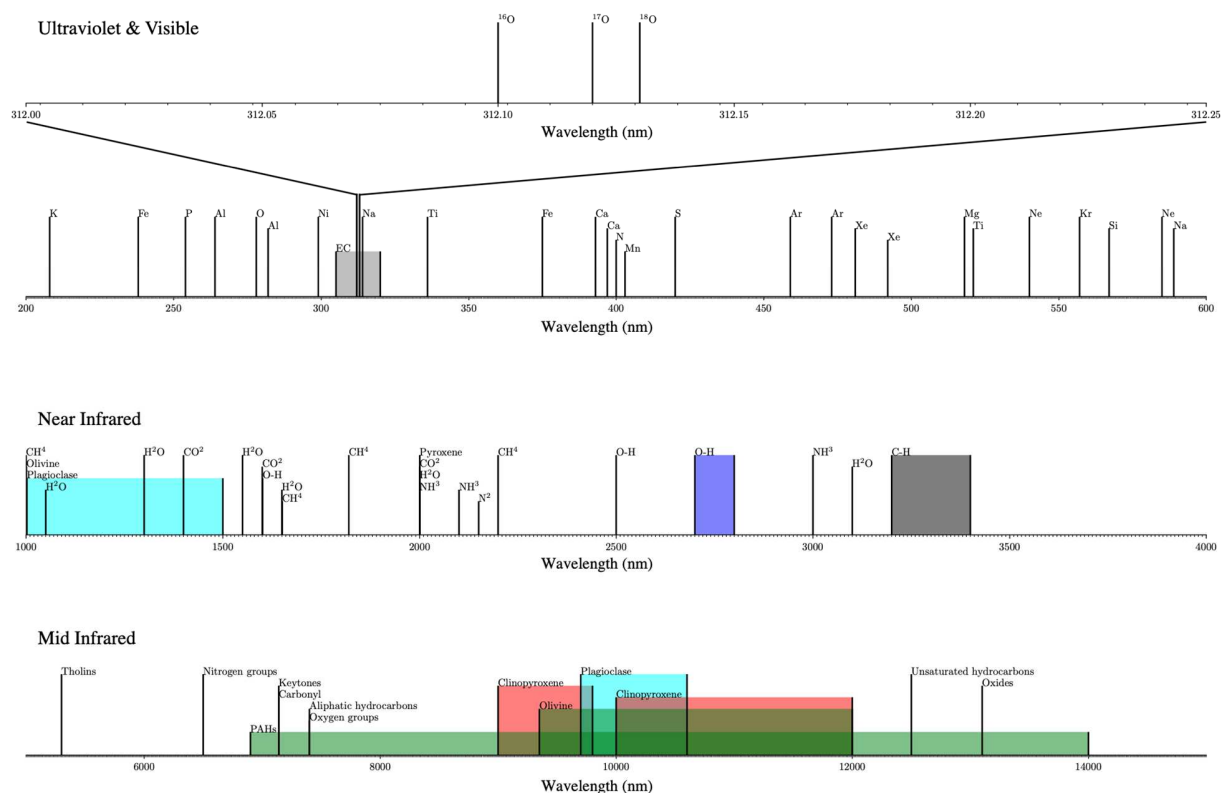 Ultraviolet & Visible
¹⁶O ¹⁷O ¹⁸O
312.00 312.05 312.10 312.15 312.20 312.25
Wavelength (nm)
K Fe P Al O Ni Na Ti Fe Ca S Ar Ar Mg Ne Kr Ne
Al Ca Xe Ti Si Na
N Xe
EC Mn
200 250 300 350 400 450 500 550 600
Wavelength (nm)
Near Infrared
CH⁴ H²O CO² H²O CH⁴ Pyroxene CH⁴ O-H O-H NH³ C-H
Olivine CO² CO² H²O
Plagioclase O-H H²O
H²O H²O NH³ NH³
CH⁴ N²
1000 1500 2000 2500 3000 3500 4000
Wavelength (nm)
Mid Infrared
Tholins Nitrogen groups Plagioclase Unsaturated hydrocarbons
Keytones Clinopyroxene Oxides
Carbonyl Clinopyroxene
Aliphatic hydrocarbons Olivine
Oxygen groups
PAHs
6000 8000 10000 12000 14000
Wavelength (nm)